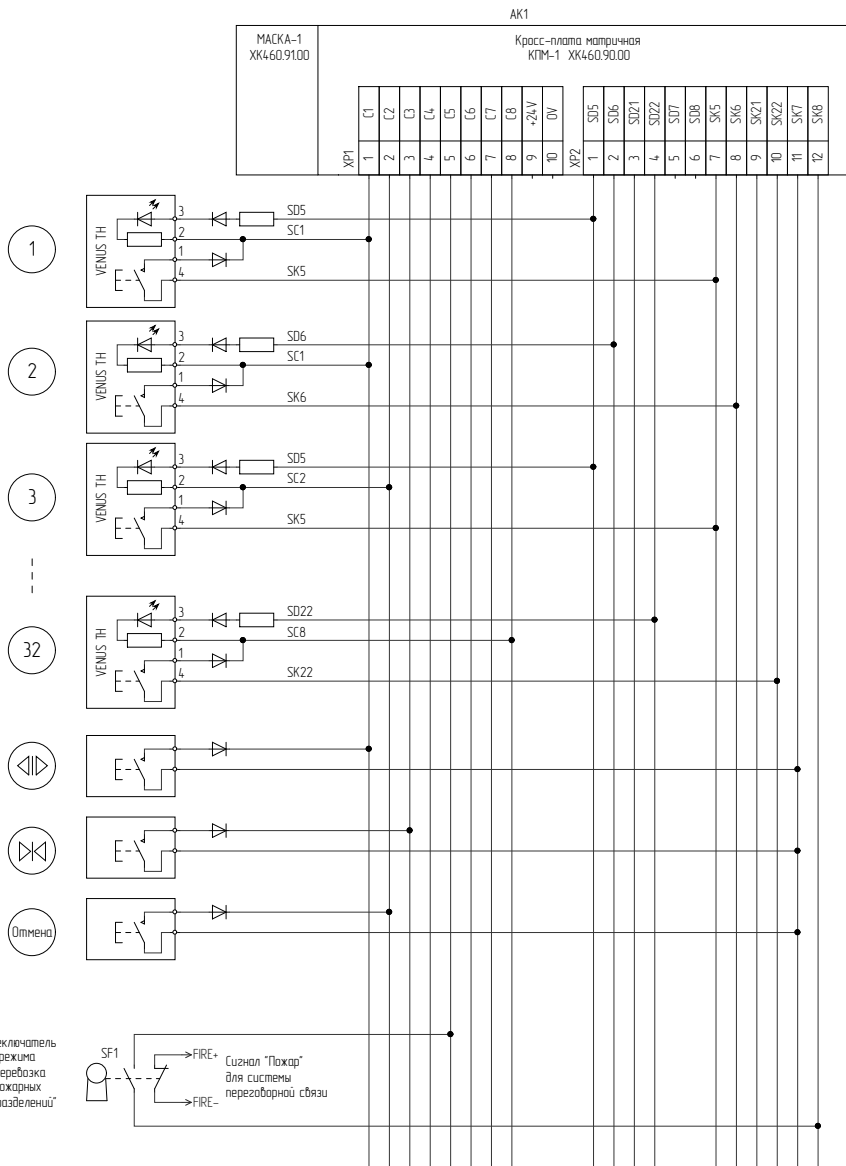 АК1
МАСКА-1
ХК460.91.00
Кросс-плата матричная
КПМ-1 ХК460.90.00
XP1
C1 C2 C3 C4 C5 C6 C7 C8 +24V 0V
1 2 3 4 5 6 7 8 9 10
XP2
SD5 SD6 SD21 SD22 SD7 SD8 SK5 SK6 SK21 SK22 SK7 SK8
1 2 3 4 5 6 7 8 9 10 11 12
1
VENUS TH
3 SD5
2 SC1
1
4 SK5
2
VENUS TH
3 SD6
2 SC1
1
4 SK6
3
VENUS TH
3 SD5
2 SC2
1
4 SK5
32
VENUS TH
3 SD22
2 SC8
1
4 SK22
Отмена
еключатель
режима
еревозка
ожарных
разделений"
SF1
FIRE+
FIRE-
Сигнал "Пожар"
для системы
переговорной связи